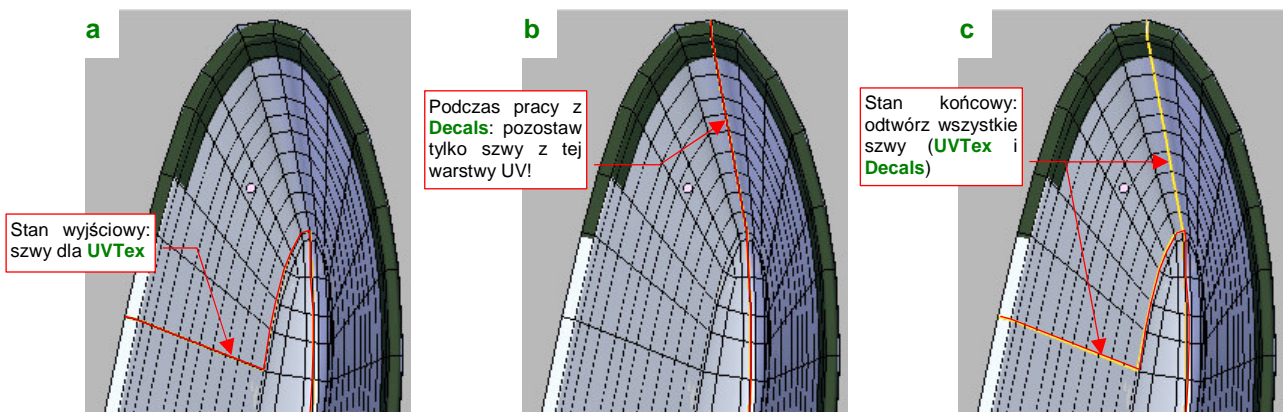 a
Stan wyjściowy:
szwy dla UVTex
b
Podczas pracy z
Decals: pozostaw
tylko szwy z tej
warstwy UV!
c
Stan końcowy:
odtwórz wszystkie
szwy (UVTex i
Decals)